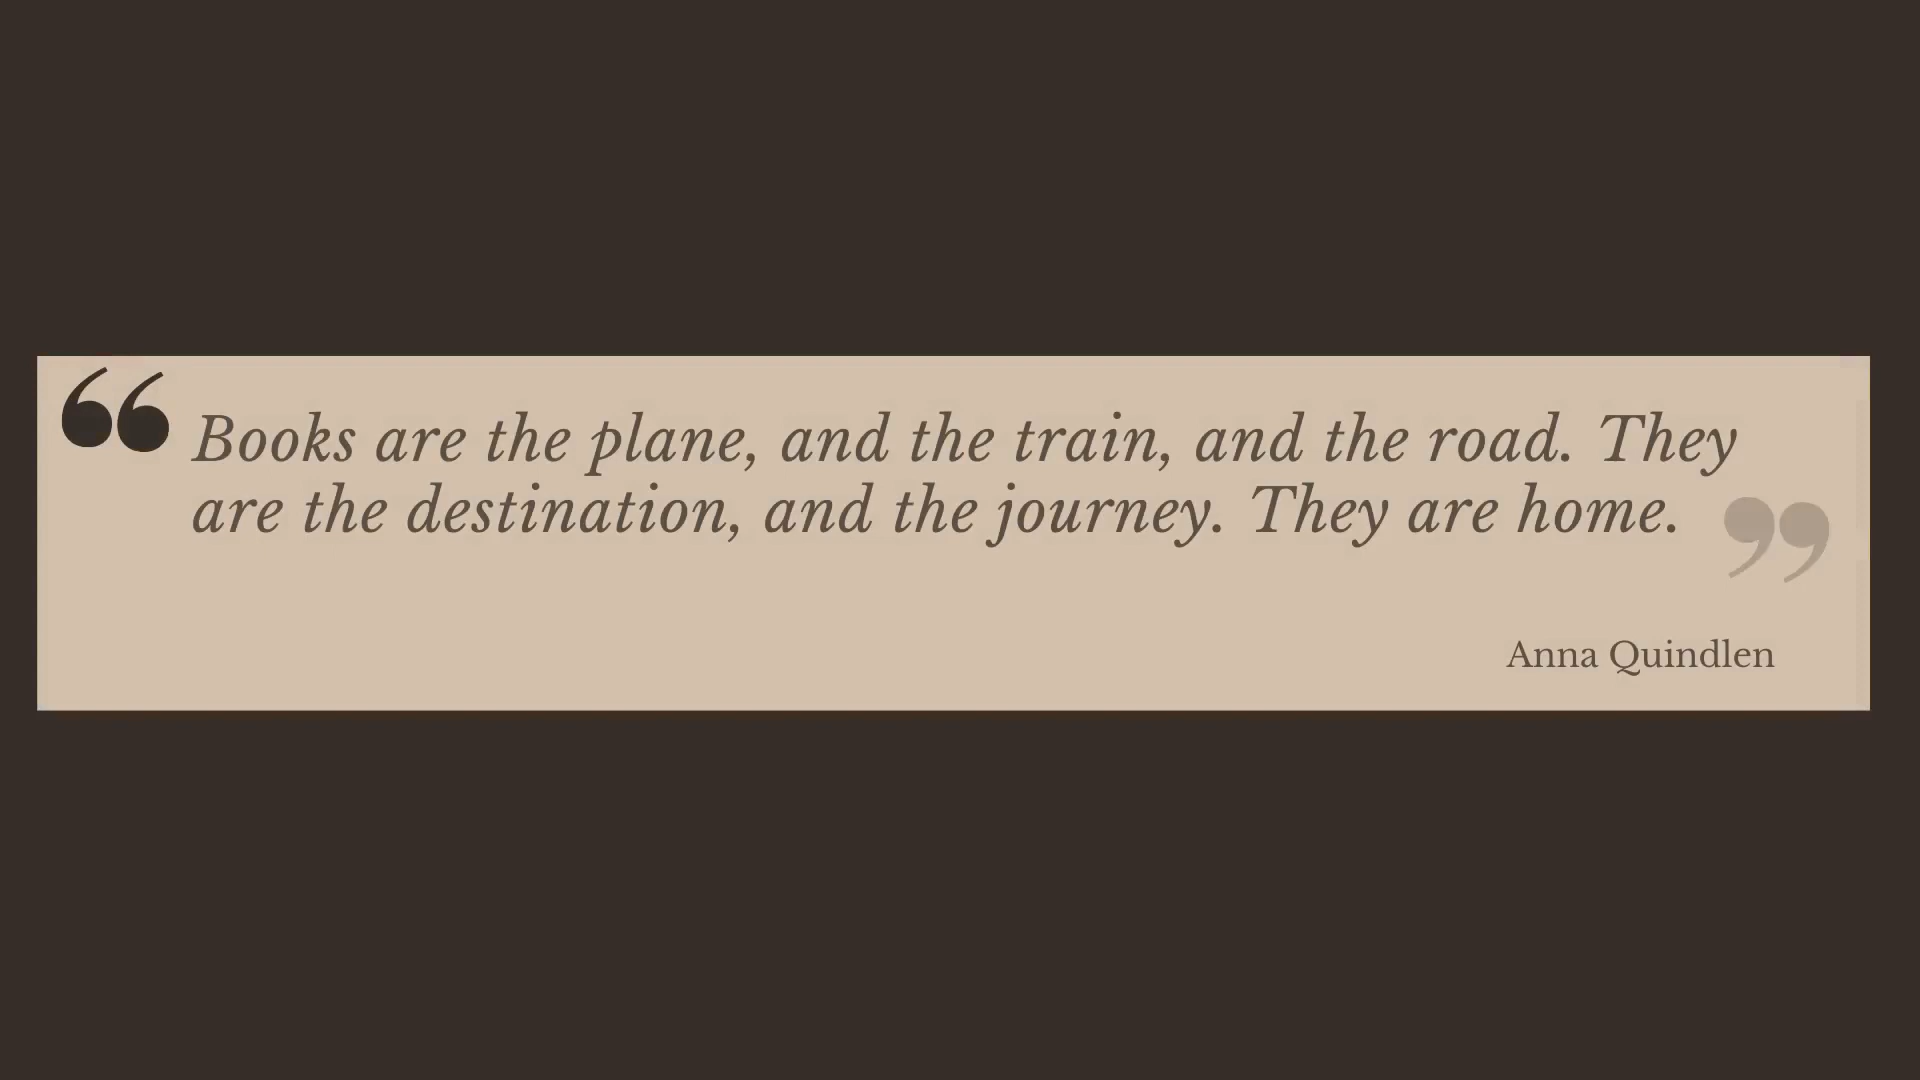 “Books are the plane, and the train, and the road. They
are the destination, and the journey. They are home.”
Anna Quindlen